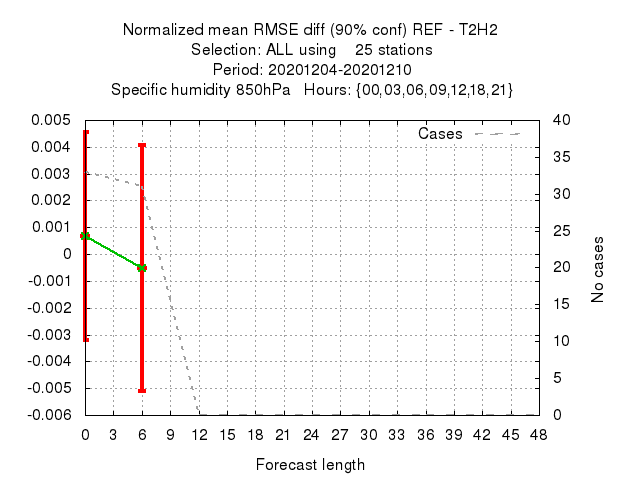 Normalized mean RMSE diff (90% conf) REF - T2H2
Selection: ALL using    25 stations
Period: 20201204-20201210
Specific humidity 850hPa   Hours: {00,03,06,09,12,18,21}
Cases
0.005
0.004
0.003
0.002
0.001
0
-0.001
-0.002
-0.003
-0.004
-0.005
-0.006
40
35
30
25
20
15
10
5
0
No cases
0 3 6 9 12 15 18 21 24 27 30 33 36 39 42 45 48
Forecast length